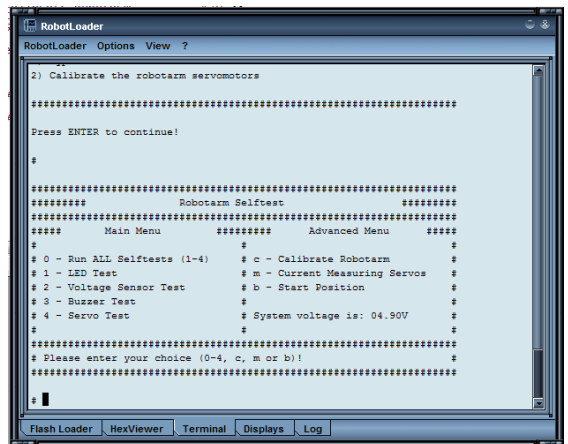 RobotLoader
RobotLoader Options View ?
2) Calibrate the robotarm servomotors
#####################################################################
Press ENTER to continue!
#
#####################################################################
######### Robotarm Selftest #########
#####################################################################
##### Main Menu ######### Advanced Menu #####
# # #
# 0 - Run ALL Selftests (1-4) # c - Calibrate Robotarm #
# 1 - LED Test # m - Current Measuring Servos #
# 2 - Voltage Sensor Test # b - Start Position #
# 3 - Buzzer Test # #
# 4 - Servo Test # System voltage is: 04.90V #
# # #
#####################################################################
# Please enter your choice (0-4, c, m or b)! #
#####################################################################
#
Flash Loader HexViewer Terminal Displays Log